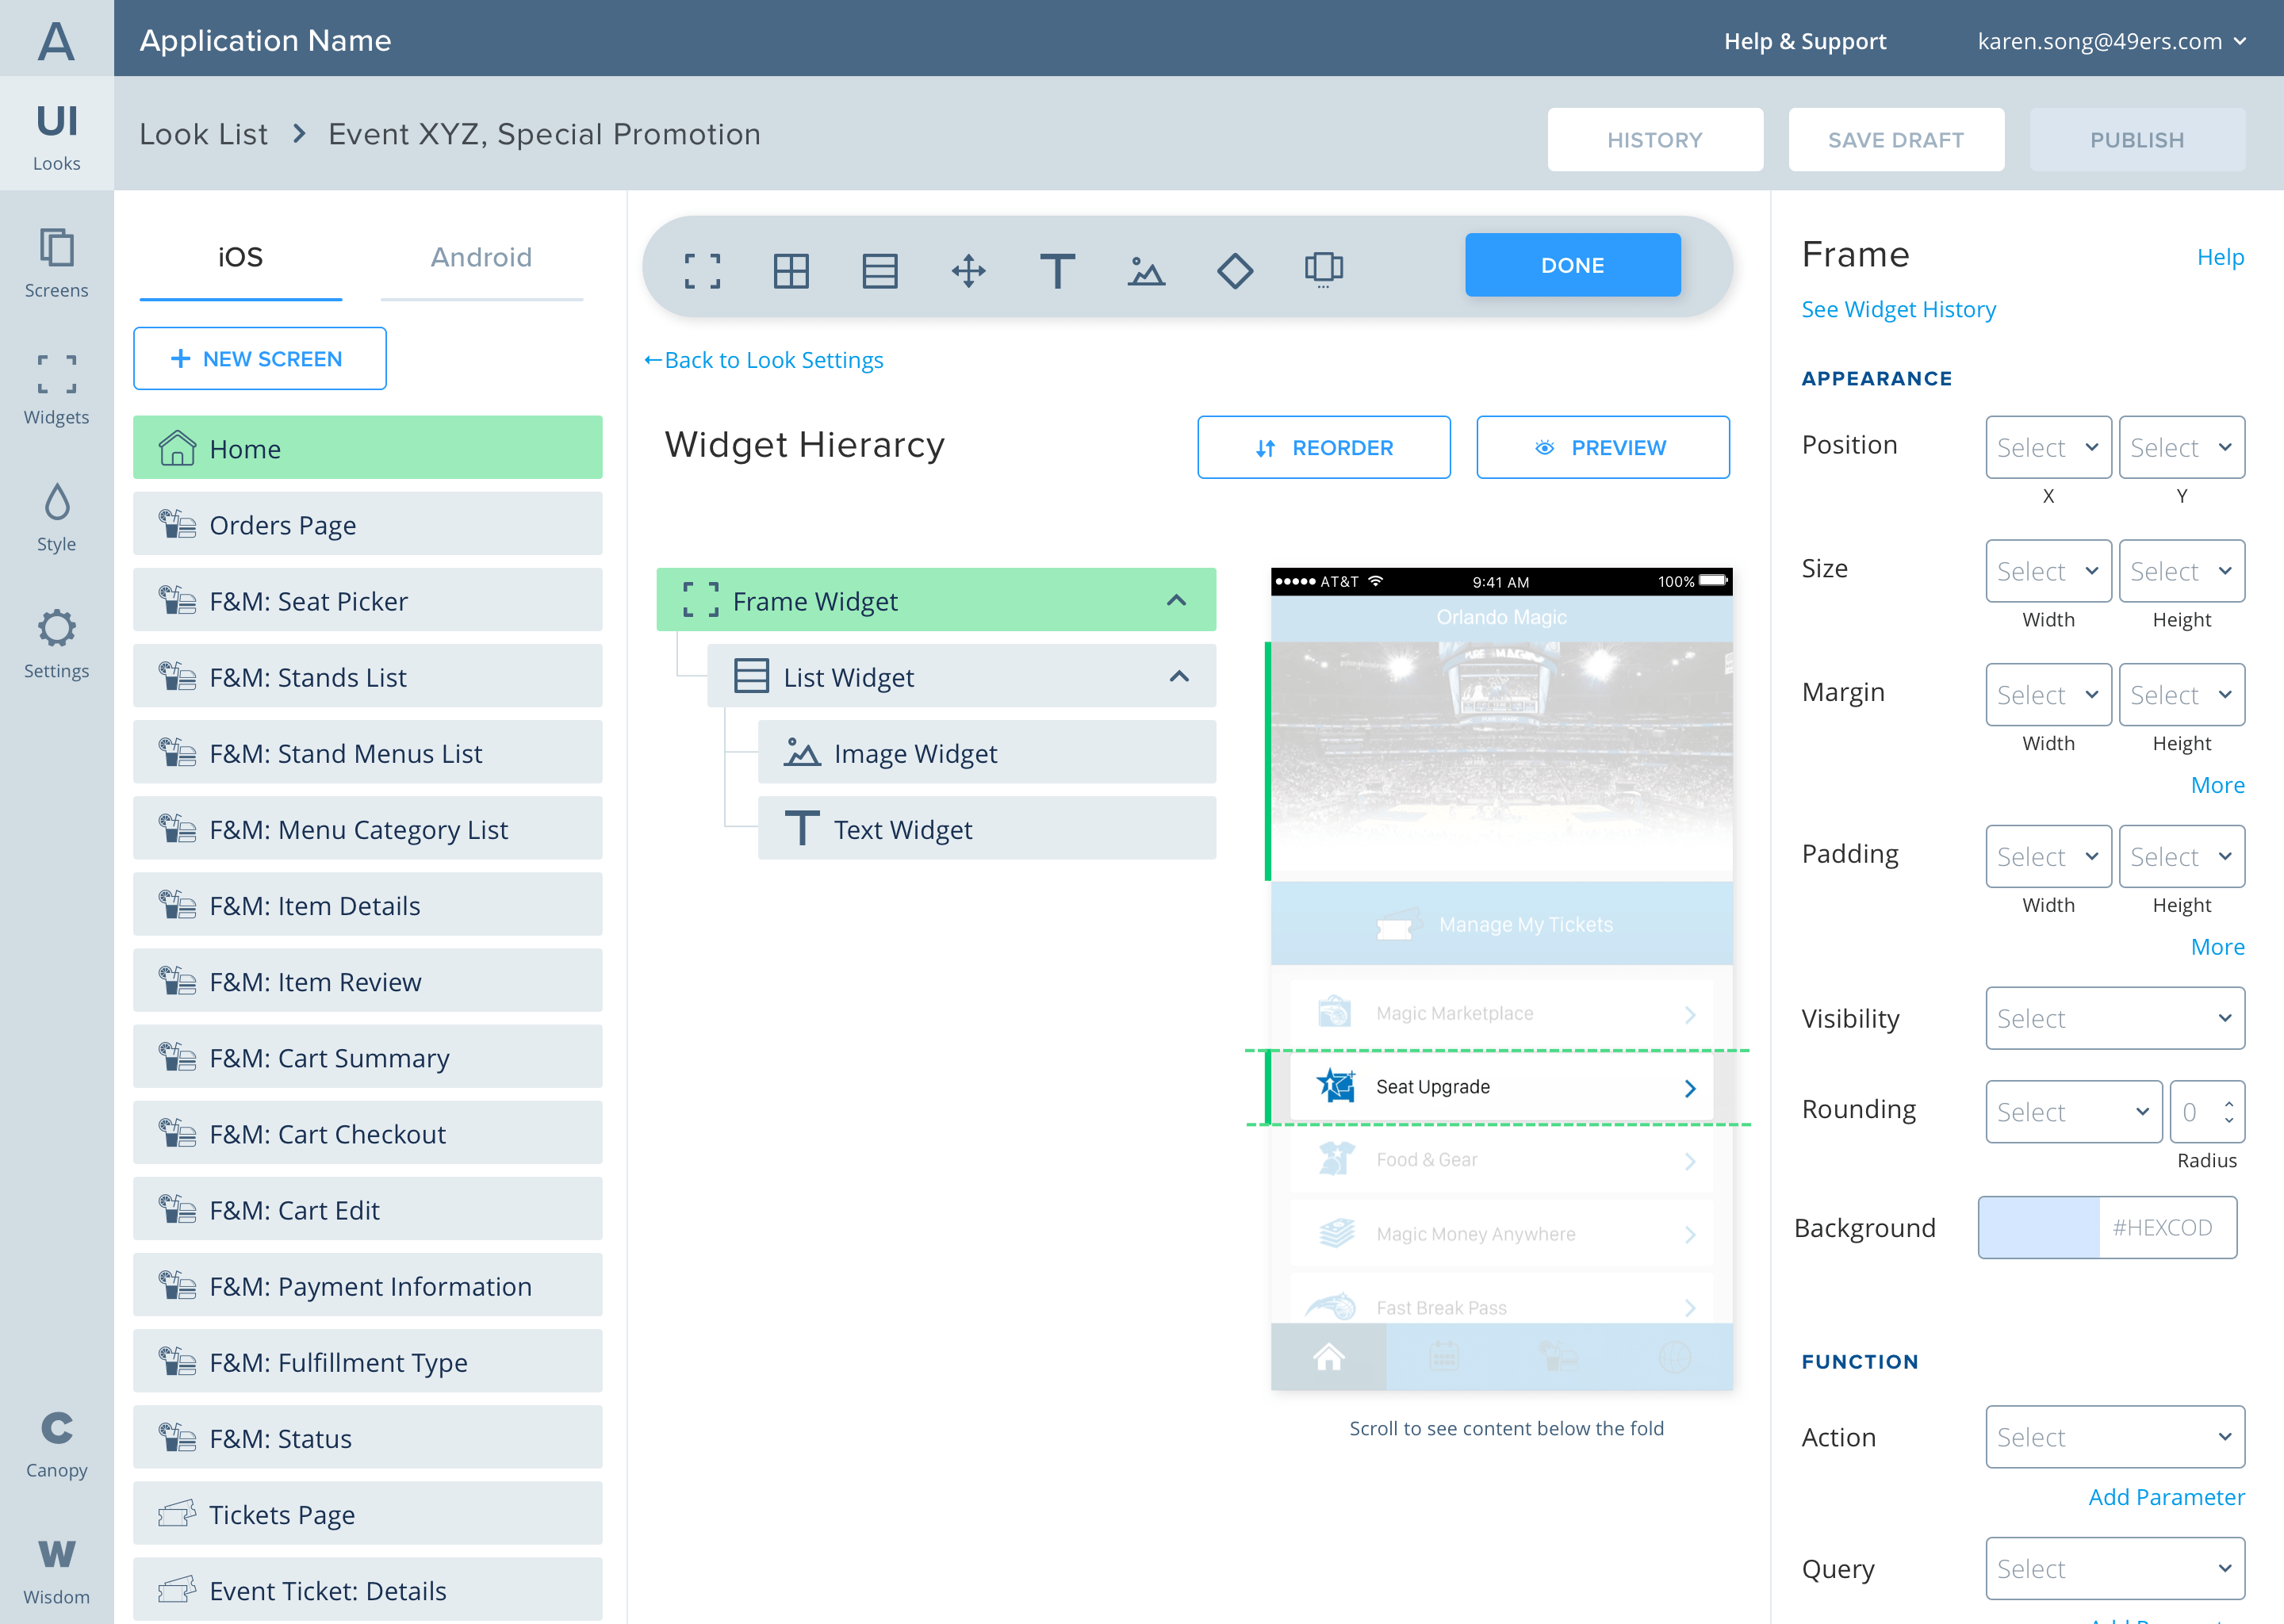 A
Application Name
Help & Support
karen.song@49ers.com
UI
Looks
Look List > Event XYZ, Special Promotion
HISTORY
SAVE DRAFT
PUBLISH
Screens
Widgets
Style
Settings
C
Canopy
W
Wisdom
iOS
Android
+ NEW SCREEN
Home
Orders Page
F&M: Seat Picker
F&M: Stands List
F&M: Stand Menus List
F&M: Menu Category List
F&M: Item Details
F&M: Item Review
F&M: Cart Summary
F&M: Cart Checkout
F&M: Cart Edit
F&M: Payment Information
F&M: Fulfillment Type
F&M: Status
Tickets Page
Event Ticket: Details
DONE
←Back to Look Settings
Widget Hierarcy
REORDER
PREVIEW
Frame Widget
List Widget
Image Widget
T Text Widget
AT&T 9:41 AM 100%
Orlando Magic
PURE MAGIC
Manage My Tickets
Magic Marketplace
Seat Upgrade
Food & Gear
Magic Money Anywhere
Fast Break Pass
Scroll to see content below the fold
Frame
Help
See Widget History
APPEARANCE
Position Select Select
X Y
Size Select Select
Width Height
Margin Select Select
Width Height
More
Padding Select Select
Width Height
More
Visibility Select
Rounding Select 0
Radius
Background #HEXCOD
FUNCTION
Action Select
Add Parameter
Query Select